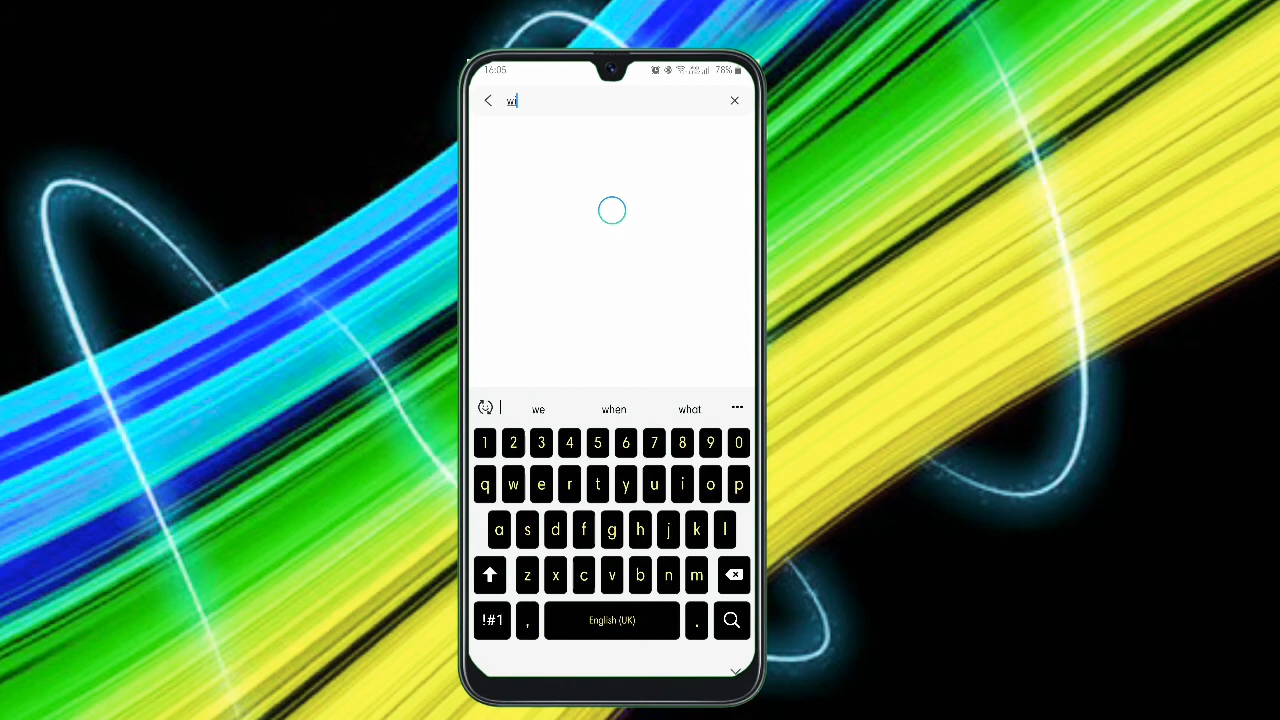 16:05 78%
wi
we when what
1 2 3 4 5 6 7 8 9 0
q w e r t y u i o p
a s d f g h j k l
z x c v b n m
!#1 , English (UK) .